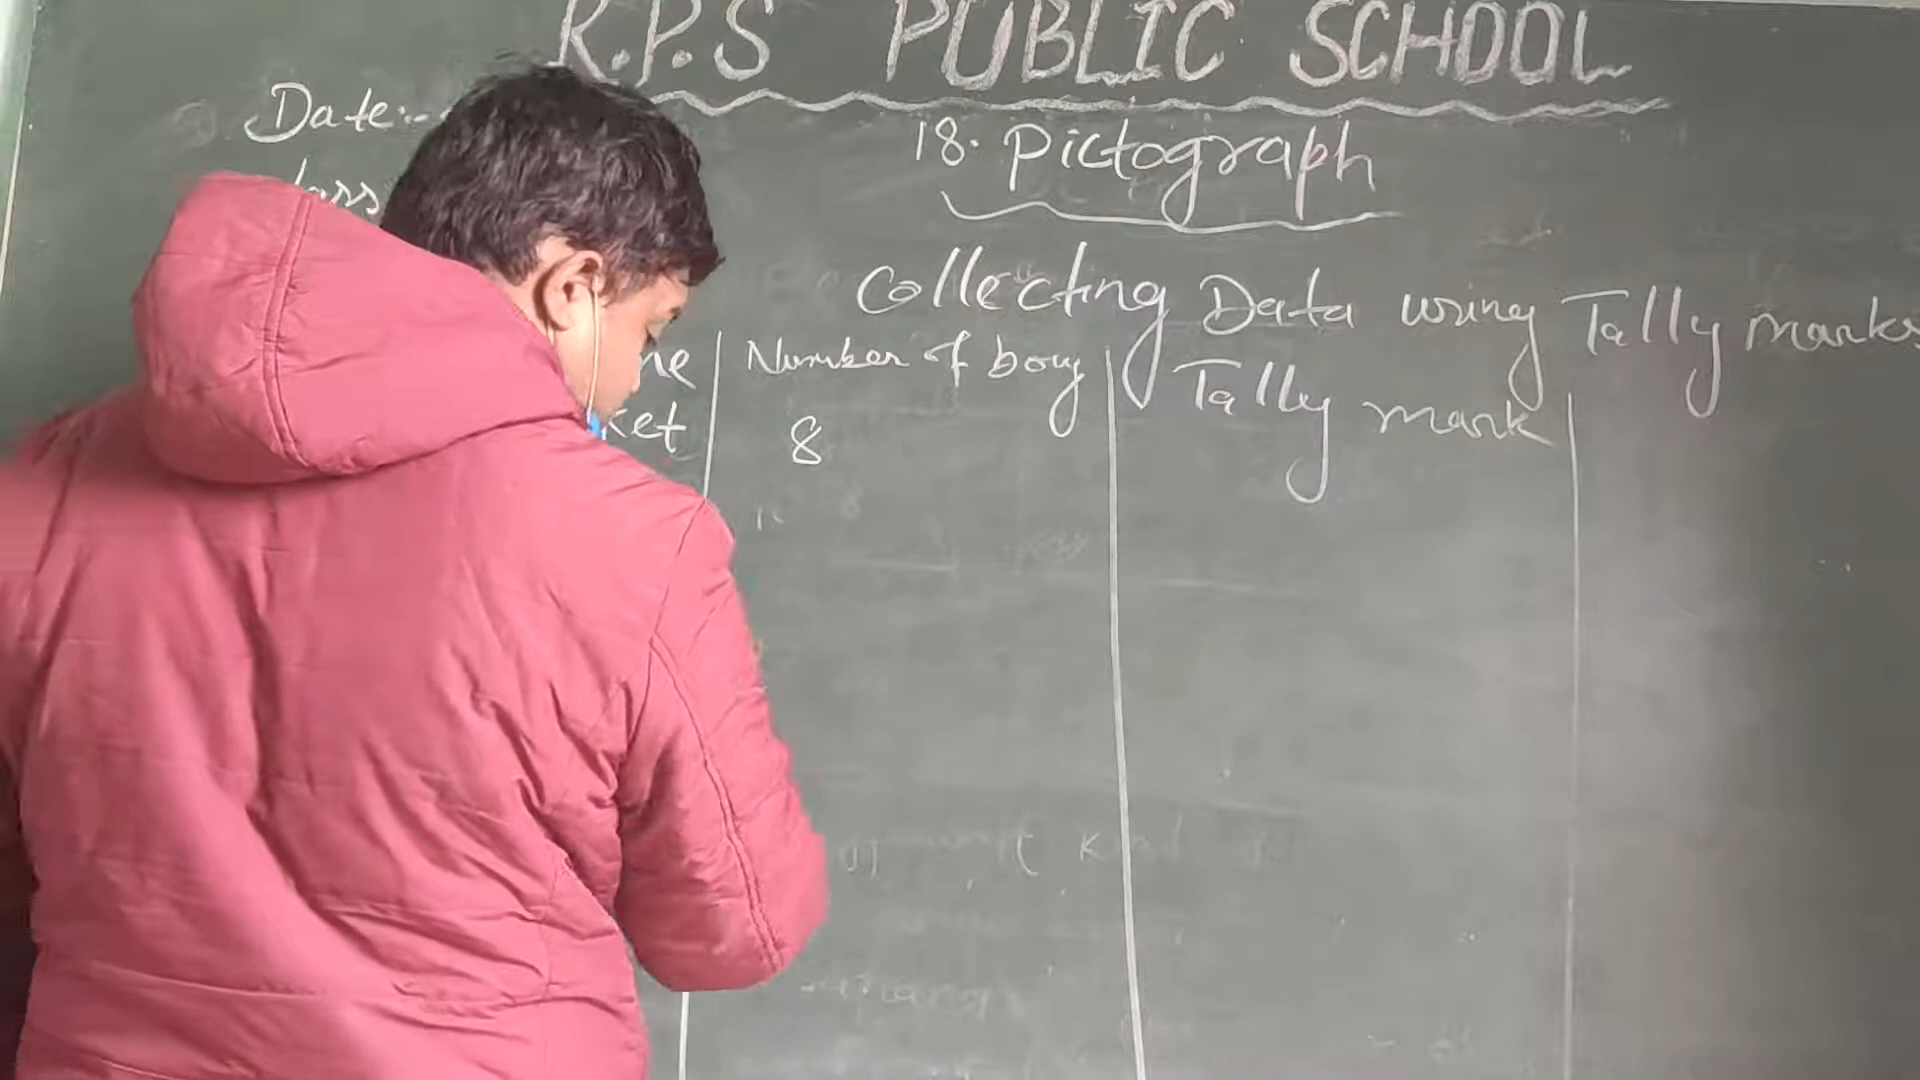 R.P.S PUBLIC SCHOOL
Date:-
18. Pictograph
Collecting Data using Tally marks
Number of boys
Tally mark
8